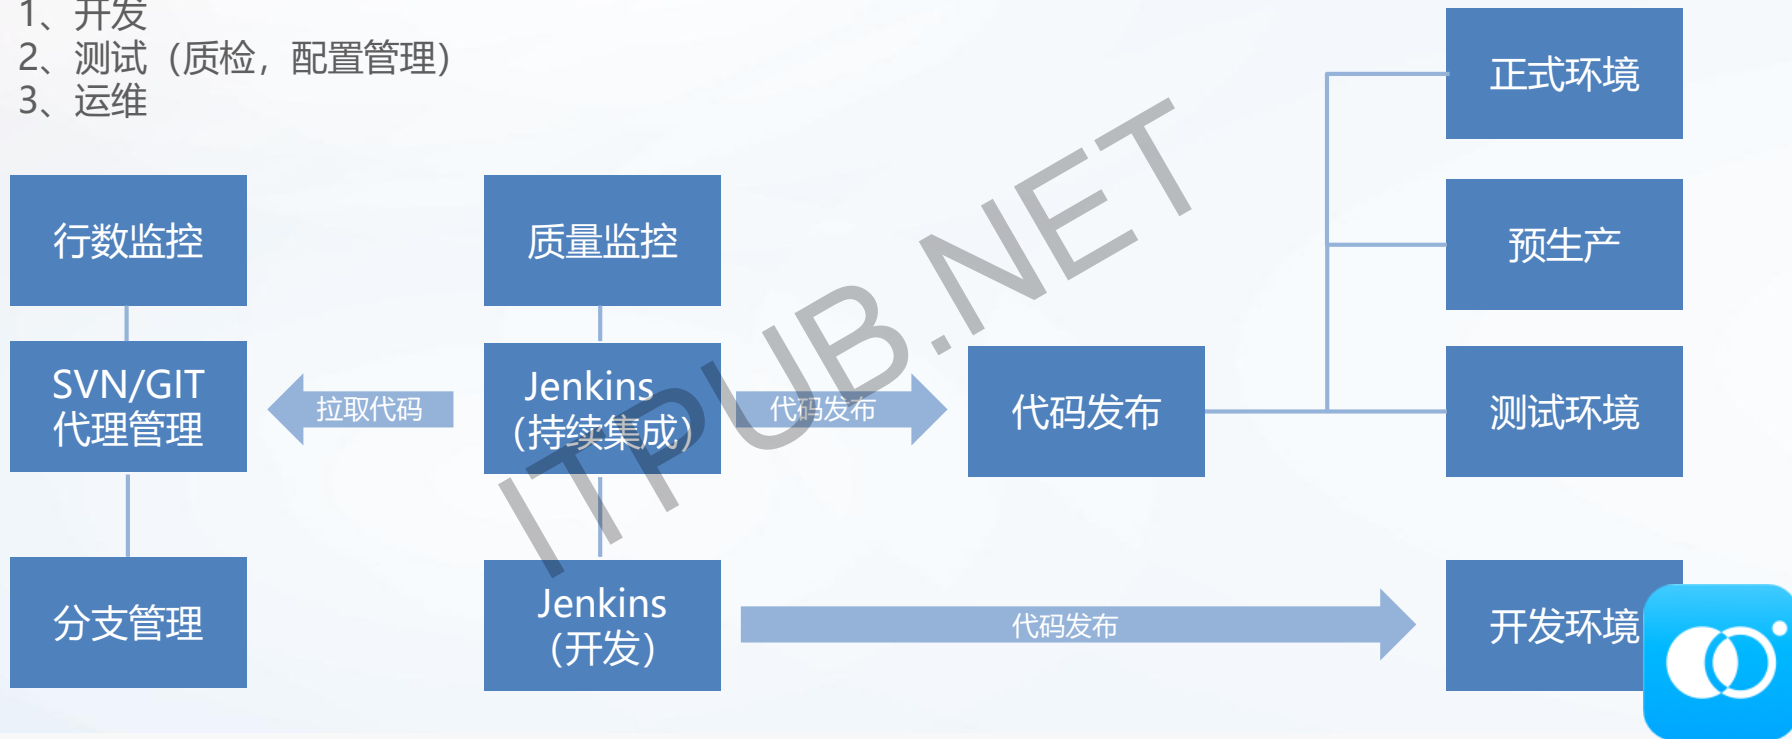 1、开发
2、测试（质检，配置管理）
3、运维
正式环境
行数监控
质量监控
预生产
SVN/GIT
代理管理
拉取代码
Jenkins
（持续集成）
代码发布
代码发布
测试环境
分支管理
Jenkins
（开发）
代码发布
开发环境
ITPUB.NET